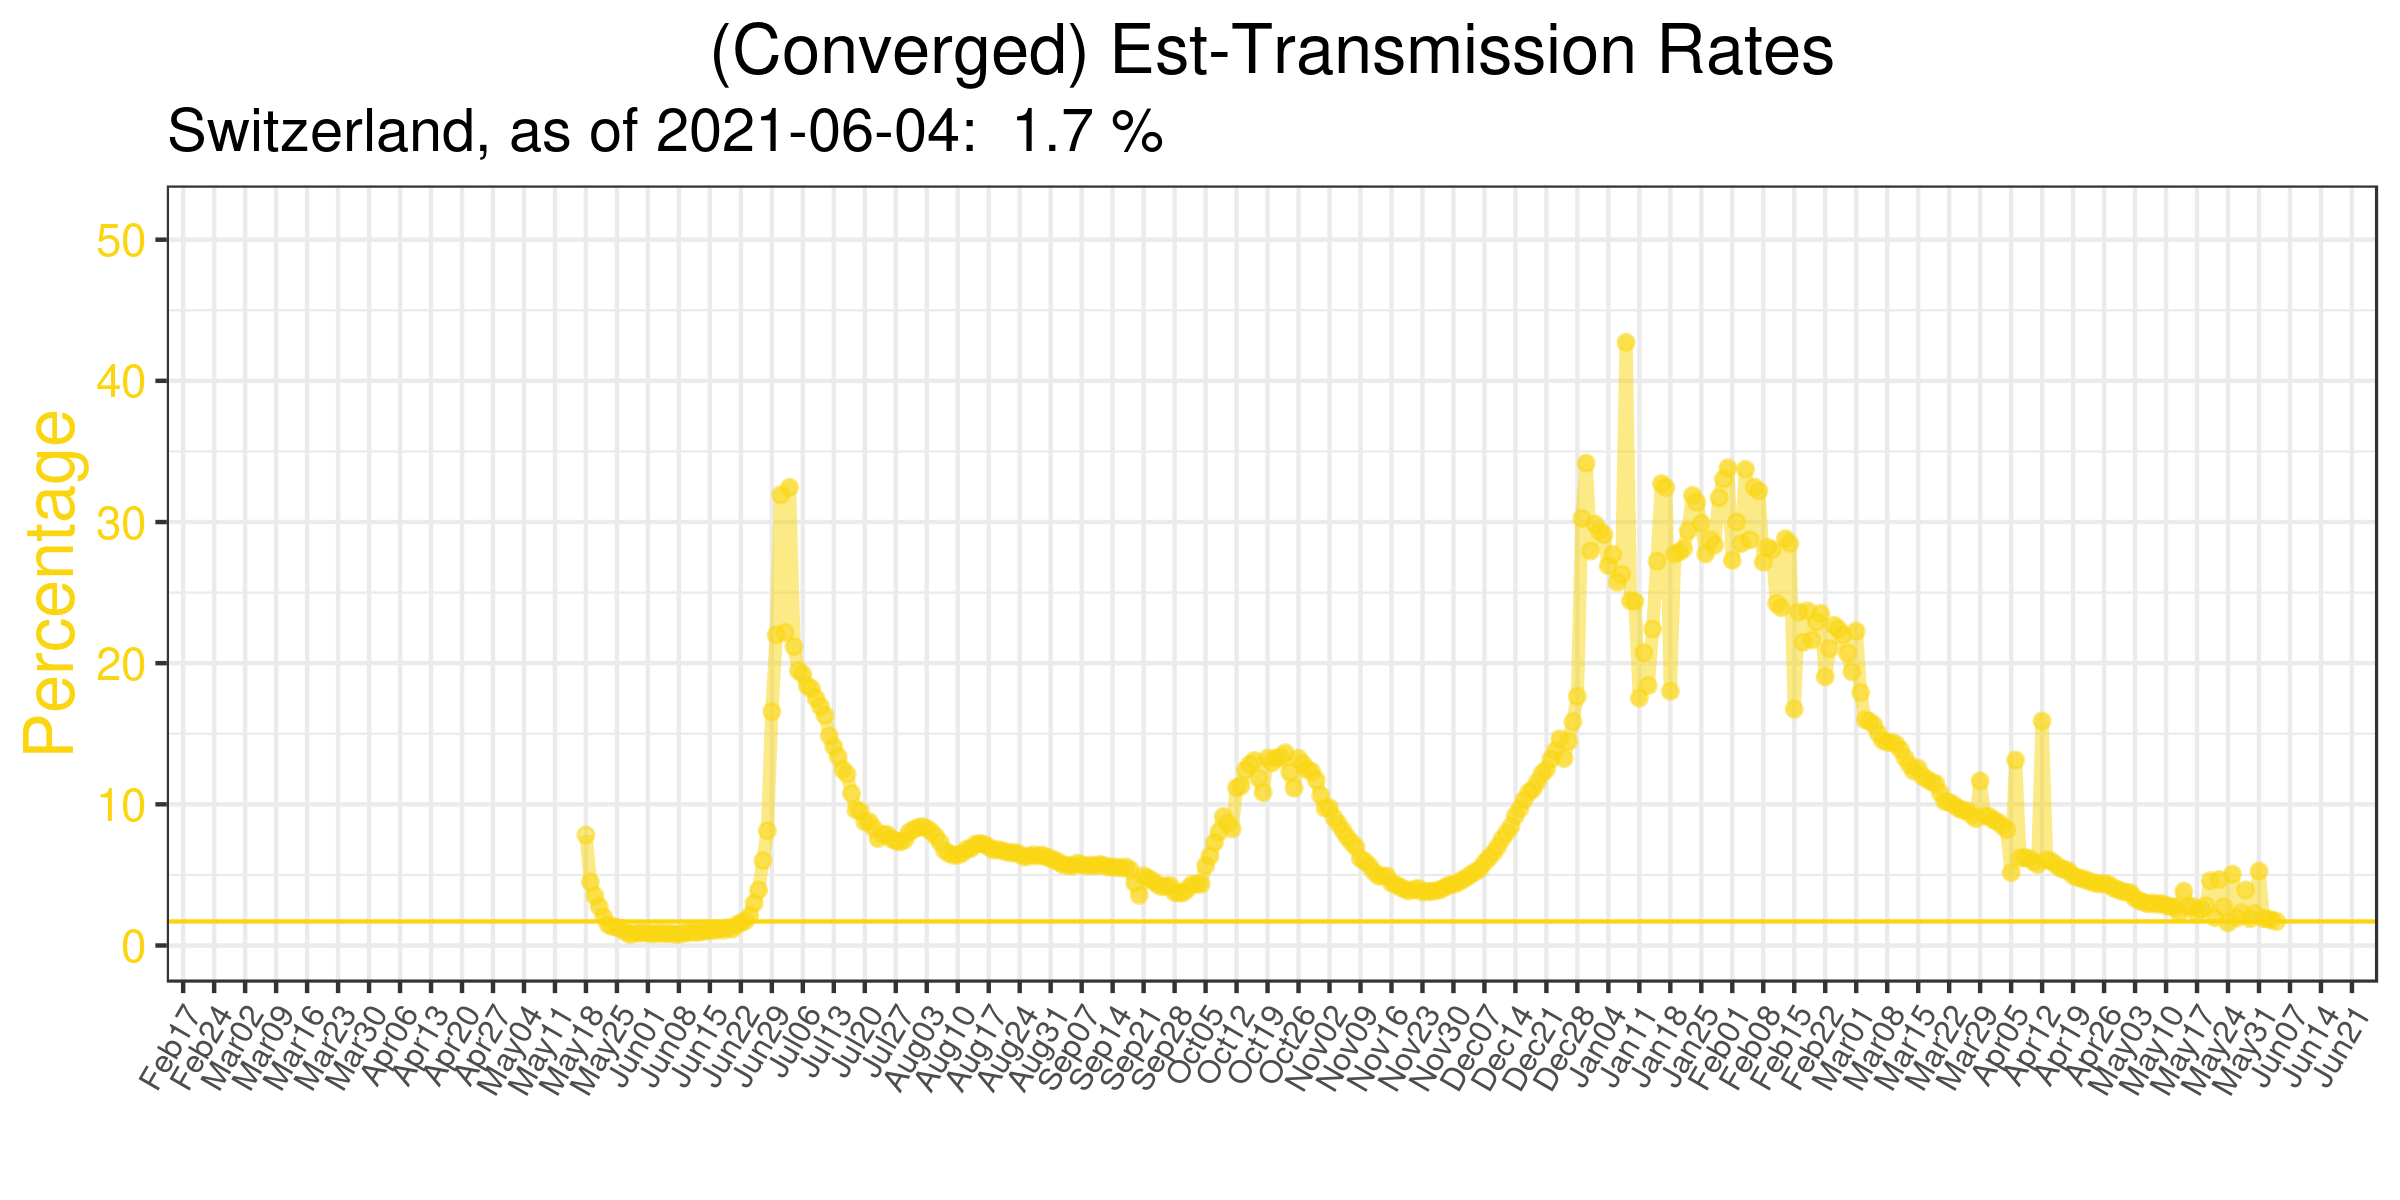 (Converged) Est-Transmission Rates
Switzerland, as of 2021-06-04:  1.7 %
Percentage
50
40
30
20
10
0
Feb17
Feb24
Mar02
Mar09
Mar16
Mar23
Mar30
Apr06
Apr13
Apr20
Apr27
May04
May11
May18
May25
Jun01
Jun08
Jun15
Jun22
Jun29
Jul06
Jul13
Jul20
Jul27
Aug03
Aug10
Aug17
Aug24
Aug31
Sep07
Sep14
Sep21
Sep28
Oct05
Oct12
Oct19
Oct26
Nov02
Nov09
Nov16
Nov23
Nov30
Dec07
Dec14
Dec21
Dec28
Jan04
Jan11
Jan18
Jan25
Feb01
Feb08
Feb15
Feb22
Mar01
Mar08
Mar15
Mar22
Mar29
Apr05
Apr12
Apr19
Apr26
May03
May10
May17
May24
May31
Jun07
Jun14
Jun21